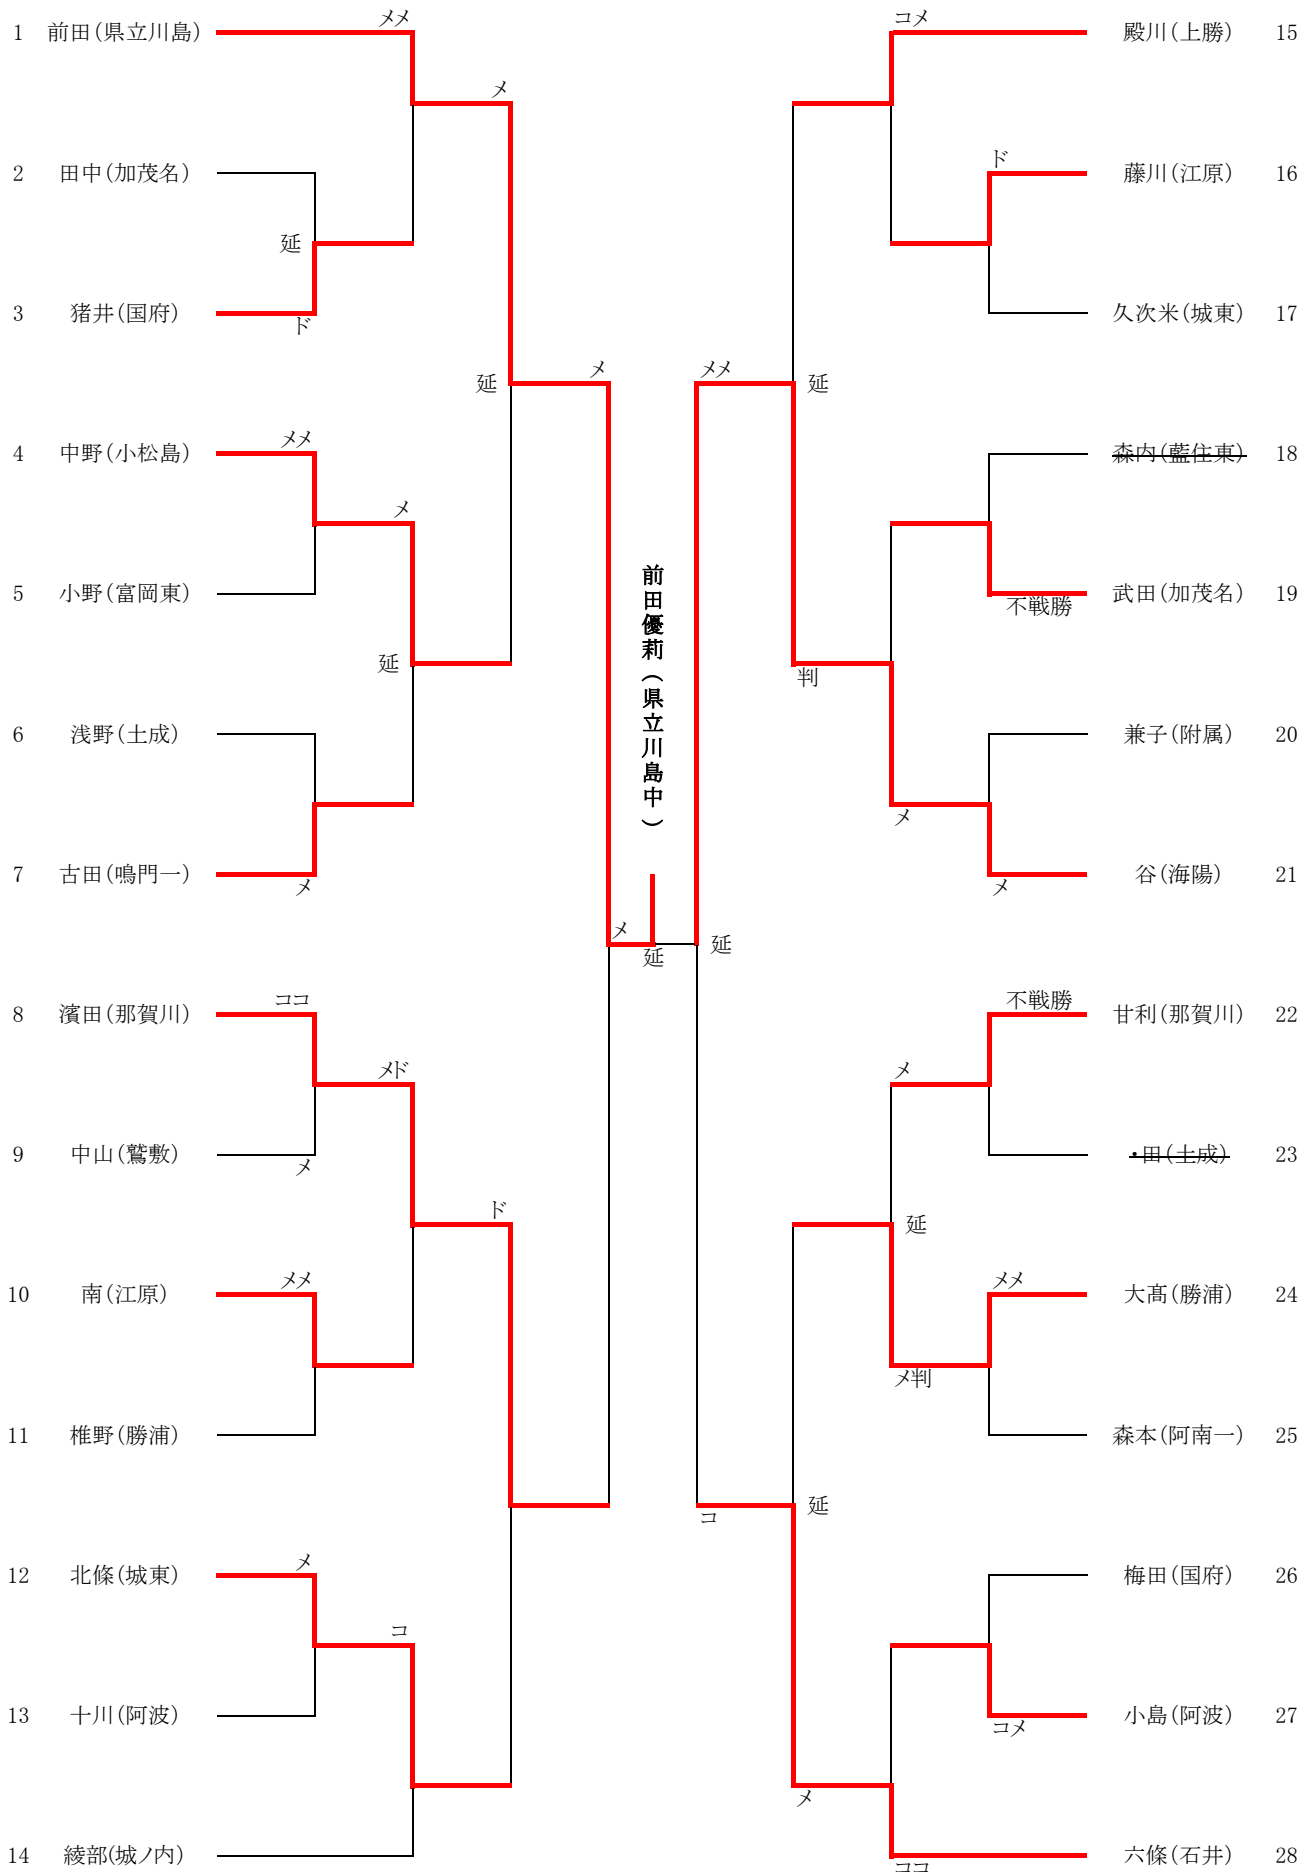 1 前田(県立川島) メメ
メ
2 田中(加茂名)
延
3 猪井(国府) ド
延
メ
4 中野(小松島) メメ
メ
5 小野(富岡東)
延
6 浅野(土成)
7 古田(鳴門一) メ
メ
延
8 濱田(那賀川) ココ
メド
9 中山(鷲敷) メ
ド
10 南(江原) メメ
11 椎野(勝浦)
12 北條(城東) メ
コ
13 十川(阿波)
14 綾部(城ノ内)
前田優莉(県立川島中)
コメ 殿川(上勝) 15
ド 藤川(江原) 16
久次米(城東) 17
メメ 延
森内(藍住東) 18
不戦勝 武田(加茂名) 19
判
兼子(附属) 20
メ
メ 谷(海陽) 21
延
不戦勝 甘利(那賀川) 22
メ
・田(土成) 23
延
メメ 大髙(勝浦) 24
メ判
森本(阿南一) 25
コ 延
梅田(国府) 26
コメ 小島(阿波) 27
メ
ココ 六條(石井) 28